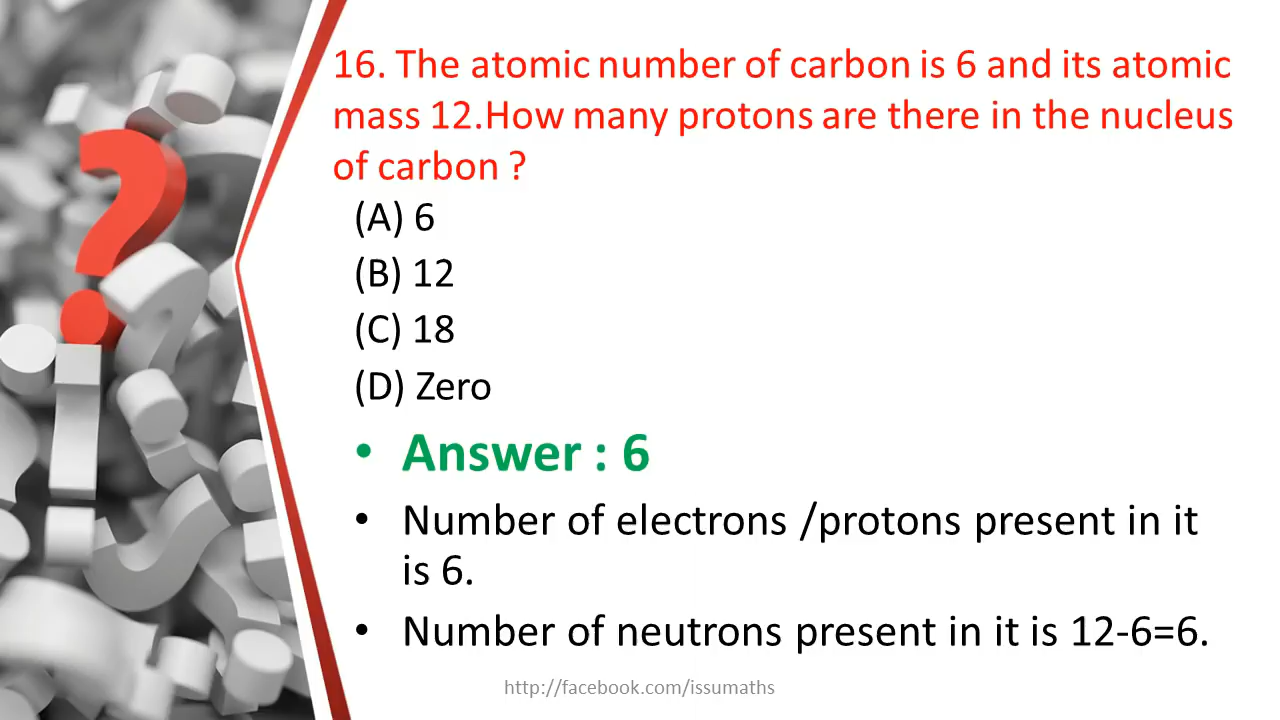 16. The atomic number of carbon is 6 and its atomic
mass 12.How many protons are there in the nucleus
of carbon ?
(A) 6
(B) 12
(C) 18
(D) Zero
• Answer : 6
• Number of electrons /protons present in it
is 6.
• Number of neutrons present in it is 12-6=6.
http://facebook.com/issumaths